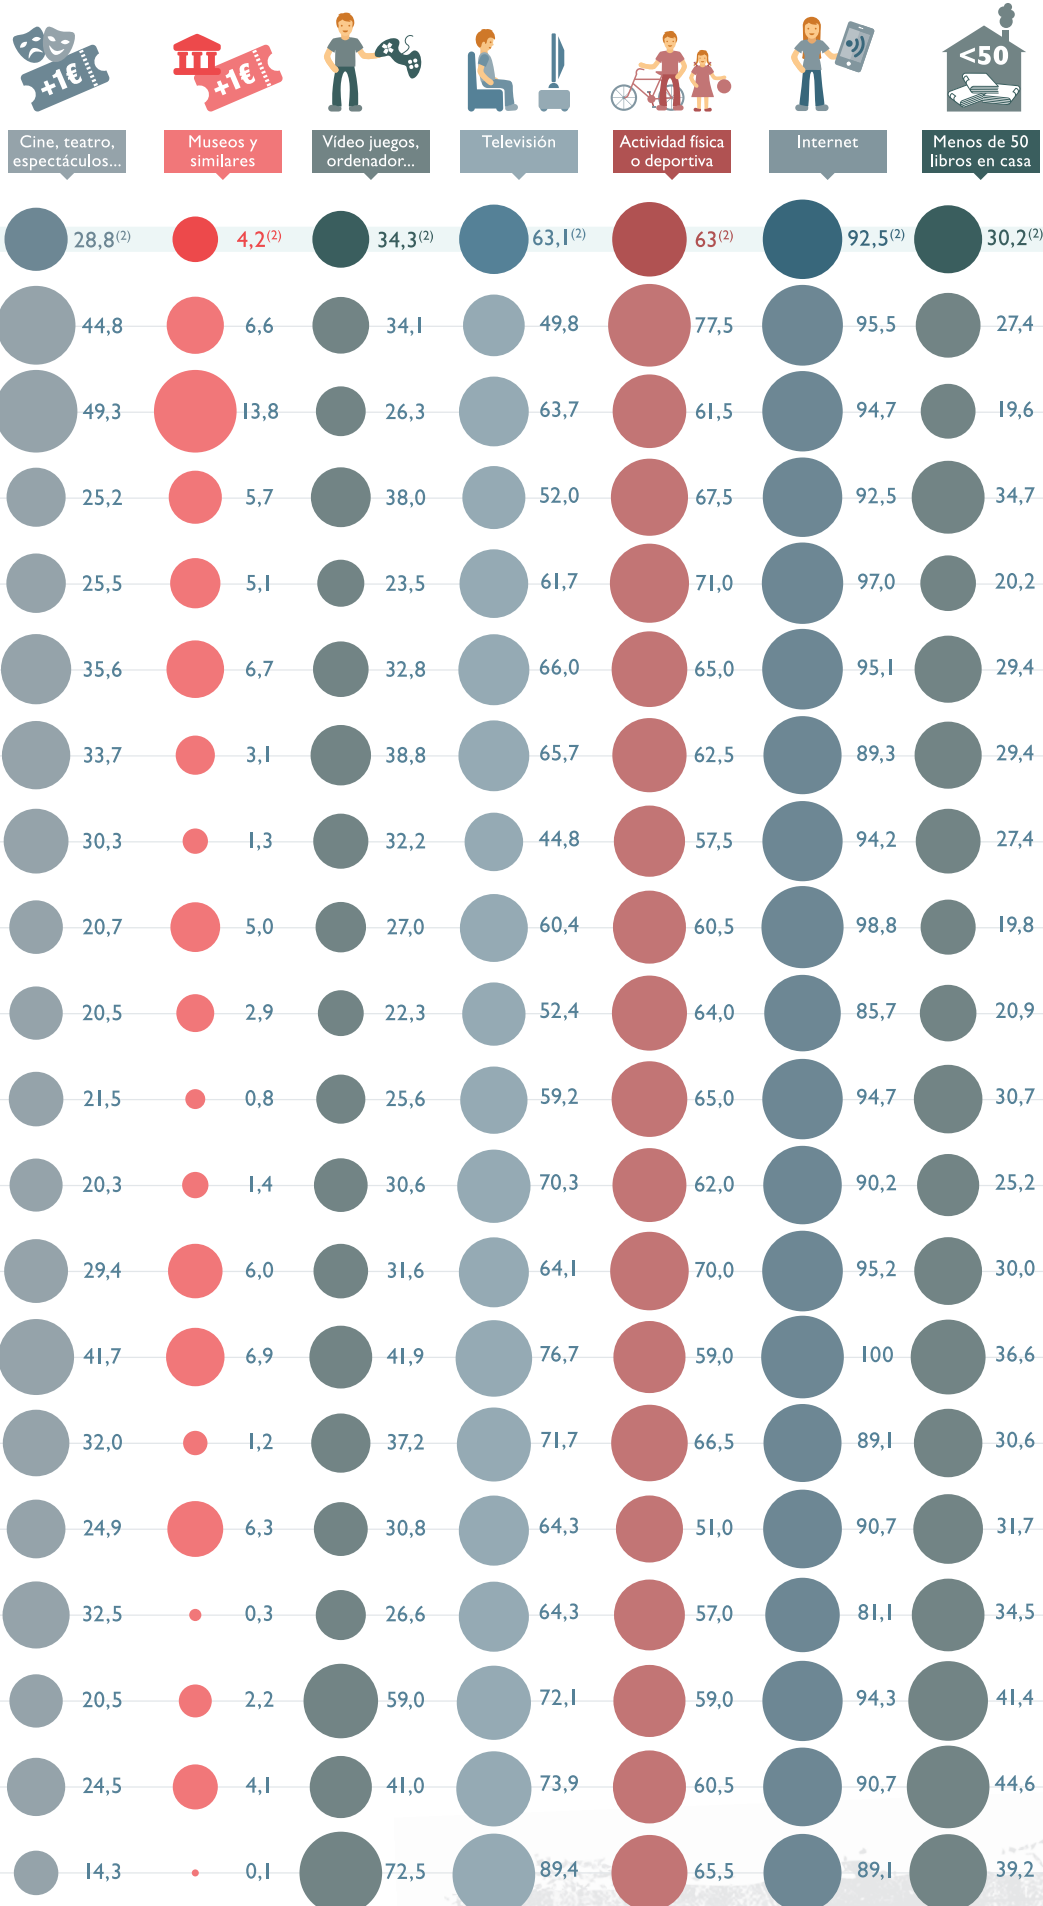 +1€
+1€
<50
Cine, teatro,
espectáculos...
Museos y
similares
Vídeo juegos,
ordenador...
Televisión
Actividad física
o deportiva
Internet
Menos de 50
libros en casa
28,8(2) 4,2(2) 34,3(2) 63,1(2) 63(2) 92,5(2) 30,2(2)
44,8 6,6 34,1 49,8 77,5 95,5 27,4
49,3 13,8 26,3 63,7 61,5 94,7 19,6
25,2 5,7 38,0 52,0 67,5 92,5 34,7
25,5 5,1 23,5 61,7 71,0 97,0 20,2
35,6 6,7 32,8 66,0 65,0 95,1 29,4
33,7 3,1 38,8 65,7 62,5 89,3 29,4
30,3 1,3 32,2 44,8 57,5 94,2 27,4
20,7 5,0 27,0 60,4 60,5 98,8 19,8
20,5 2,9 22,3 52,4 64,0 85,7 20,9
21,5 0,8 25,6 59,2 65,0 94,7 30,7
20,3 1,4 30,6 70,3 62,0 90,2 25,2
29,4 6,0 31,6 64,1 70,0 95,2 30,0
41,7 6,9 41,9 76,7 59,0 100 36,6
32,0 1,2 37,2 71,7 66,5 89,1 30,6
24,9 6,3 30,8 64,3 51,0 90,7 31,7
32,5 0,3 26,6 64,3 57,0 81,1 34,5
20,5 2,2 59,0 72,1 59,0 94,3 41,4
24,5 4,1 41,0 73,9 60,5 90,7 44,6
14,3 0,1 72,5 89,4 65,5 89,1 39,2